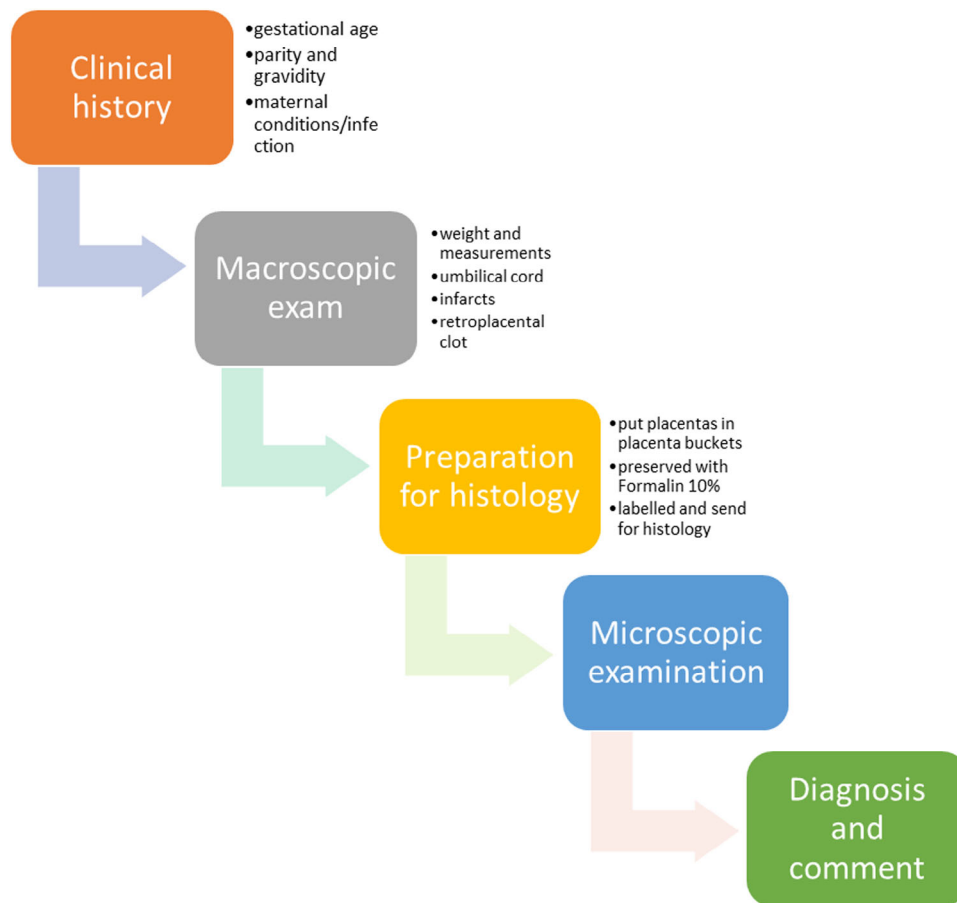 Clinical
history
•gestational age
•parity and
gravidity
•maternal
conditions/infe
ction
Macroscopic
exam
•weight and
measurements
•umbilical cord
•infarcts
•retroplacental
clot
Preparation
for histology
•put placentas in
placenta buckets
•preserved with
Formalin 10%
•labelled and send
for histology
Microscopic
examination
Diagnosis
and
comment